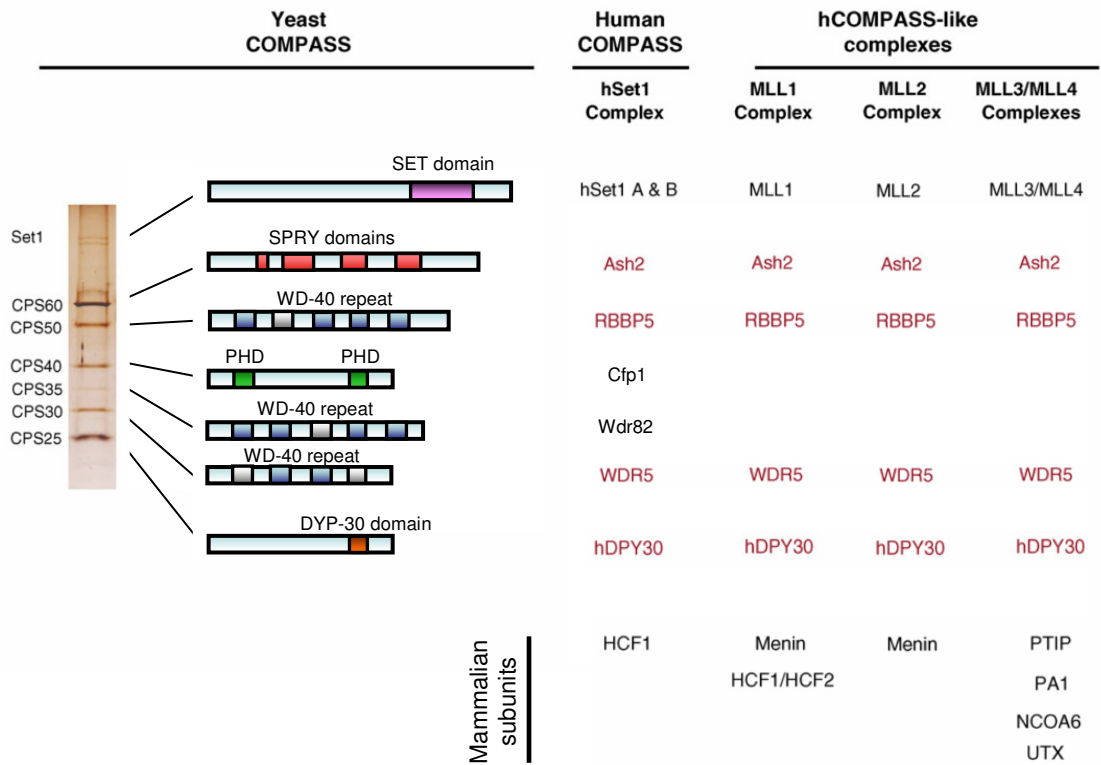 Yeast
COMPASS
Human
COMPASS
hCOMPASS-like
complexes
hSet1
Complex
MLL1
Complex
MLL2
Complex
MLL3/MLL4
Complexes
SET domain
hSet1 A & B
MLL1
MLL2
MLL3/MLL4
Set1
SPRY domains
Ash2
Ash2
Ash2
Ash2
CPS60
WD-40 repeat
CPS50
RBBP5
RBBP5
RBBP5
RBBP5
CPS40
PHD
PHD
Cfp1
CPS35
WD-40 repeat
Wdr82
CPS30
CPS25
WD-40 repeat
WDR5
WDR5
WDR5
WDR5
DYP-30 domain
hDPY30
hDPY30
hDPY30
hDPY30
Mammalian
subunits
HCF1
Menin
Menin
PTIP
HCF1/HCF2
PA1
NCOA6
UTX